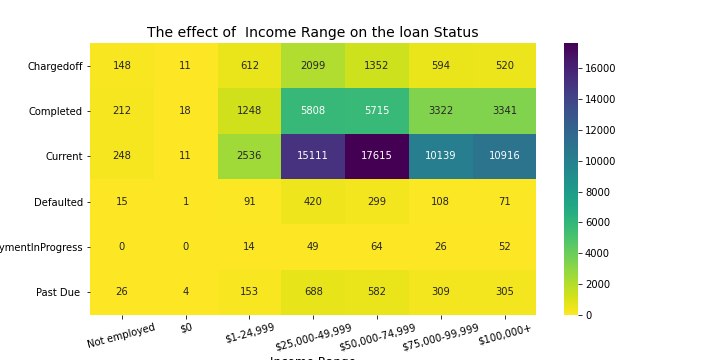 The effect of  Income Range on the loan Status
Chargedoff 148 11 612 2099 1352 594 520
Completed 212 18 1248 5808 5715 3322 3341
Current 248 11 2536 15111 17615 10139 10916
Defaulted 15 1 91 420 299 108 71
ymentInProgress 0 0 14 49 64 26 52
Past Due 26 4 153 688 582 309 305
Not employed $0 $1-24,999 $25,000-49,999 $50,000-74,999 $75,000-99,999 $100,000+
Income Range
16000
14000
12000
10000
8000
6000
4000
2000
0